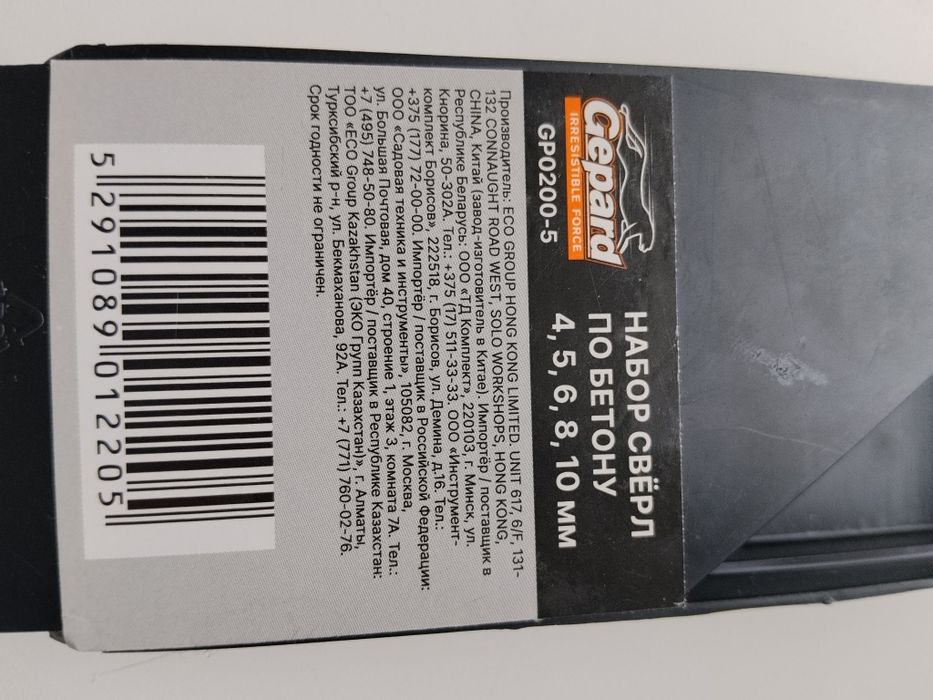 Gepard
IRRESISTIBLE FORCE
GP0200-5
НАБОР СВЁРЛ
ПО БЕТОНУ
4, 5, 6, 8, 10 мм
Производитель: ECO GROUP HONG KONG LIMITED. UNIT 617, 6/F, 131-
132 CONNAUGHT ROAD WEST, SOLO WORKSHOPS, HONG KONG,
CHINA, Китай (завод-изготовитель в Китае). Импортёр / поставщик в
Республике Беларусь: ООО «ТД Комплект», 220103, г. Минск, ул.
Кнорина, 50-302А. Тел.: +375 (17) 511-33-33. ООО «Инструмент-
комплект Борисов», 222518, г. Борисов, ул. Демина, д.16. Тел.:
+375 (177) 72-00-00. Импортёр / поставщик в Российской Федерации:
ООО «Садовая техника и инструменты», 105082, г. Москва,
ул. Большая Почтовая, дом 40, строение 1, этаж 3, комната 7А. Тел.:
+7 (495) 748-50-80. Импортёр / поставщик в Республике Казахстан:
ТОО «ECO Group Kazakhstan (ЭКО Групп Казахстан)», г. Алматы,
Турксибский р-н, ул. Бекмаханова, 92А. Тел.: +7 (771) 760-02-76.
Срок годности не ограничен.
5 291089 012205